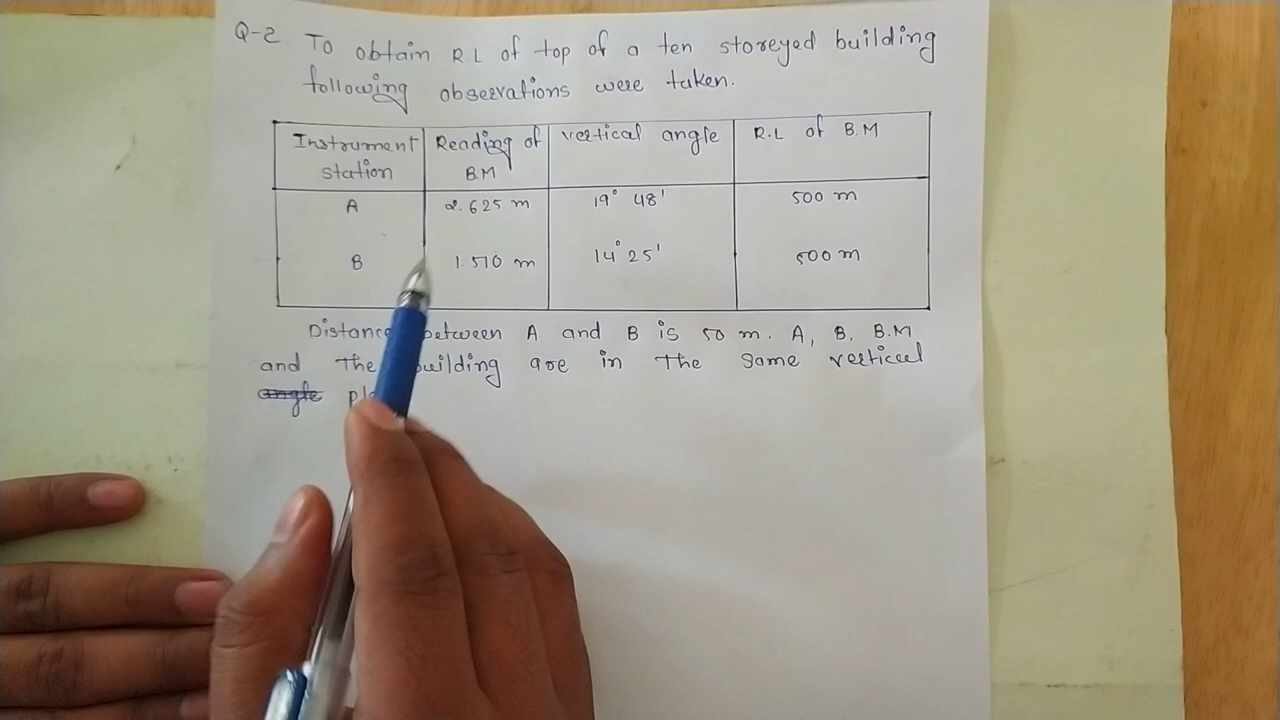 Q-2 To obtain R.L of top of a ten storeyed building
following observations were taken.
Instrument station Reading of B.M vertical angle R.L of B.M
A 2.625 m 19° 48' 500 m
B 1.510 m 14° 25' 500 m
Distance between A and B is 50 m. A, B, B.M
and the building are in the same vertical
angle